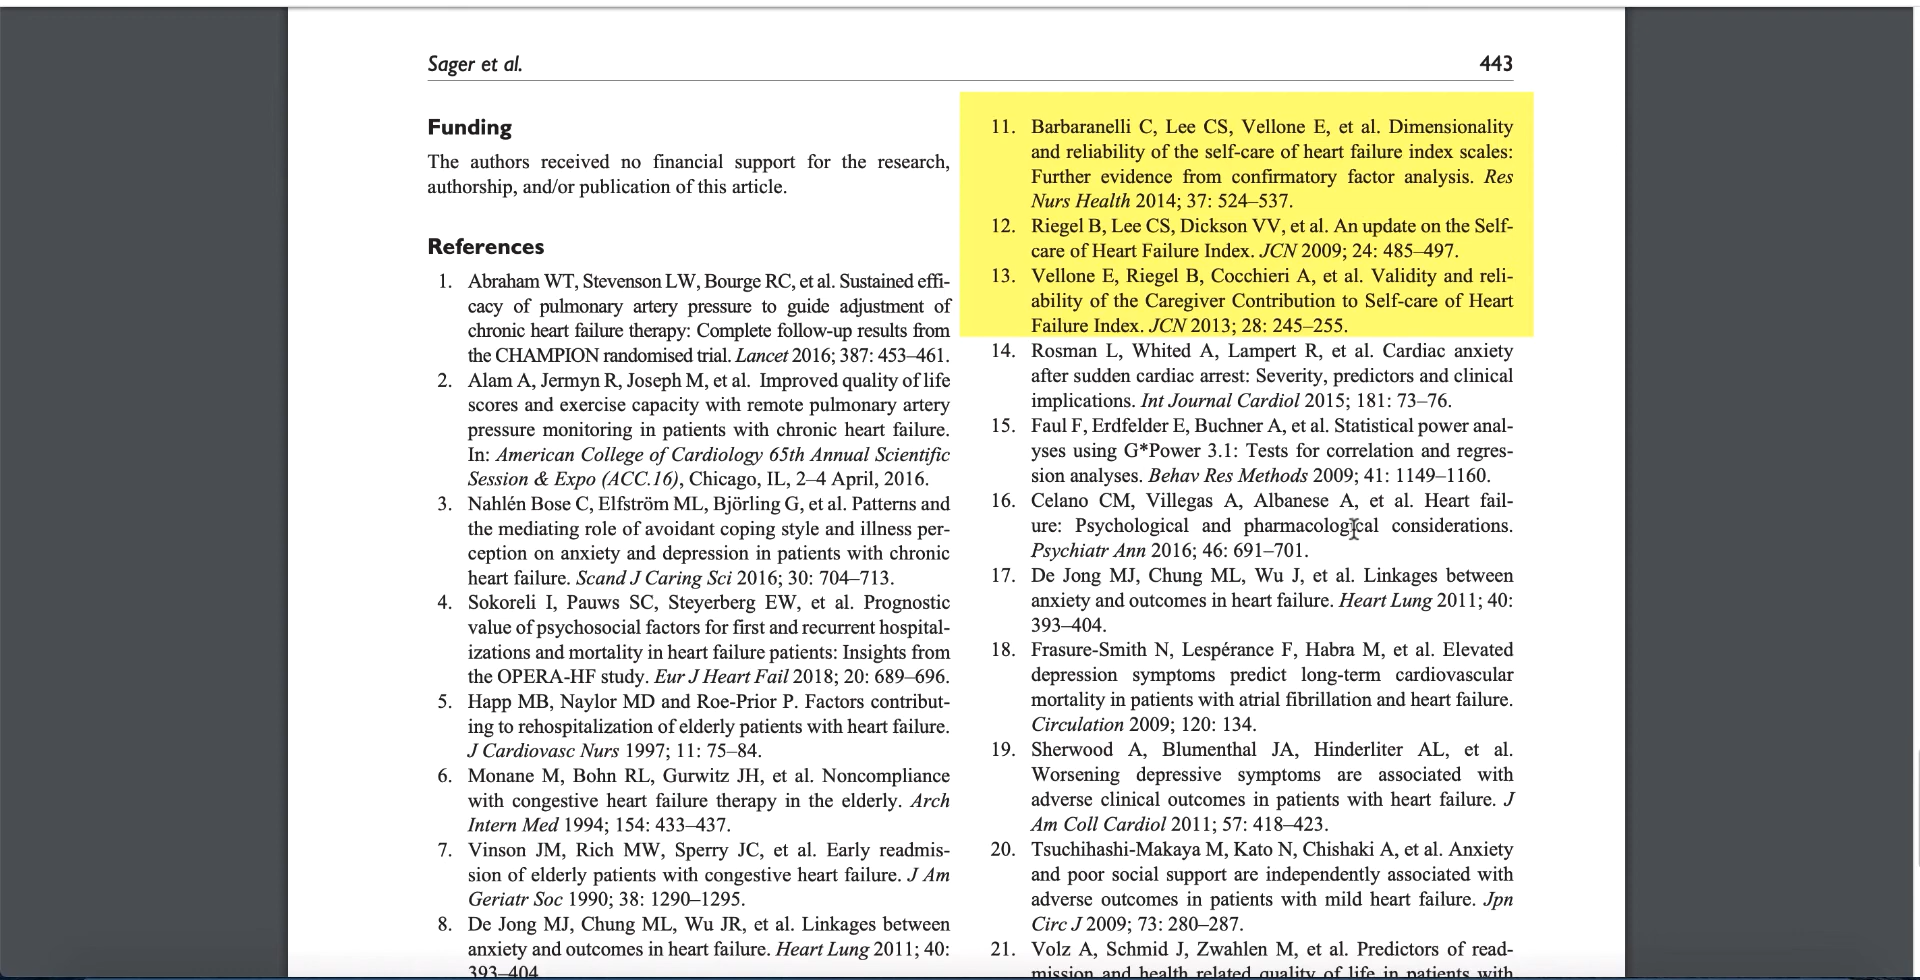 Sager et al.
443
Funding
The authors received no financial support for the research,
authorship, and/or publication of this article.
References
1. Abraham WT, Stevenson LW, Bourge RC, et al. Sustained effi-
cacy of pulmonary artery pressure to guide adjustment of
chronic heart failure therapy: Complete follow-up results from
the CHAMPION randomised trial. Lancet 2016; 387: 453–461.
2. Alam A, Jermyn R, Joseph M, et al. Improved quality of life
scores and exercise capacity with remote pulmonary artery
pressure monitoring in patients with chronic heart failure.
In: American College of Cardiology 65th Annual Scientific
Session & Expo (ACC.16), Chicago, IL, 2–4 April, 2016.
3. Nahlén Bose C, Elfström ML, Björling G, et al. Patterns and
the mediating role of avoidant coping style and illness per-
ception on anxiety and depression in patients with chronic
heart failure. Scand J Caring Sci 2016; 30: 704–713.
4. Sokoreli I, Pauws SC, Steyerberg EW, et al. Prognostic
value of psychosocial factors for first and recurrent hospital-
izations and mortality in heart failure patients: Insights from
the OPERA-HF study. Eur J Heart Fail 2018; 20: 689–696.
5. Happ MB, Naylor MD and Roe-Prior P. Factors contribut-
ing to rehospitalization of elderly patients with heart failure.
J Cardiovasc Nurs 1997; 11: 75–84.
6. Monane M, Bohn RL, Gurwitz JH, et al. Noncompliance
with congestive heart failure therapy in the elderly. Arch
Intern Med 1994; 154: 433–437.
7. Vinson JM, Rich MW, Sperry JC, et al. Early readmis-
sion of elderly patients with congestive heart failure. J Am
Geriatr Soc 1990; 38: 1290–1295.
8. De Jong MJ, Chung ML, Wu JR, et al. Linkages between
anxiety and outcomes in heart failure. Heart Lung 2011; 40:
393–404.
11. Barbaranelli C, Lee CS, Vellone E, et al. Dimensionality
and reliability of the self-care of heart failure index scales:
Further evidence from confirmatory factor analysis. Res
Nurs Health 2014; 37: 524–537.
12. Riegel B, Lee CS, Dickson VV, et al. An update on the Self-
care of Heart Failure Index. JCN 2009; 24: 485–497.
13. Vellone E, Riegel B, Cocchieri A, et al. Validity and reli-
ability of the Caregiver Contribution to Self-care of Heart
Failure Index. JCN 2013; 28: 245–255.
14. Rosman L, Whited A, Lampert R, et al. Cardiac anxiety
after sudden cardiac arrest: Severity, predictors and clinical
implications. Int Journal Cardiol 2015; 181: 73–76.
15. Faul F, Erdfelder E, Buchner A, et al. Statistical power anal-
yses using G*Power 3.1: Tests for correlation and regres-
sion analyses. Behav Res Methods 2009; 41: 1149–1160.
16. Celano CM, Villegas A, Albanese A, et al. Heart fail-
ure: Psychological and pharmacological considerations.
Psychiatr Ann 2016; 46: 691–701.
17. De Jong MJ, Chung ML, Wu J, et al. Linkages between
anxiety and outcomes in heart failure. Heart Lung 2011; 40:
393–404.
18. Frasure-Smith N, Lespérance F, Habra M, et al. Elevated
depression symptoms predict long-term cardiovascular
mortality in patients with atrial fibrillation and heart failure.
Circulation 2009; 120: 134.
19. Sherwood A, Blumenthal JA, Hinderliter AL, et al.
Worsening depressive symptoms are associated with
adverse clinical outcomes in patients with heart failure. J
Am Coll Cardiol 2011; 57: 418–423.
20. Tsuchihashi-Makaya M, Kato N, Chishaki A, et al. Anxiety
and poor social support are independently associated with
adverse outcomes in patients with mild heart failure. Jpn
Circ J 2009; 73: 280–287.
21. Volz A, Schmid J, Zwahlen M, et al. Predictors of read-
mission and health related quality of life in patients with